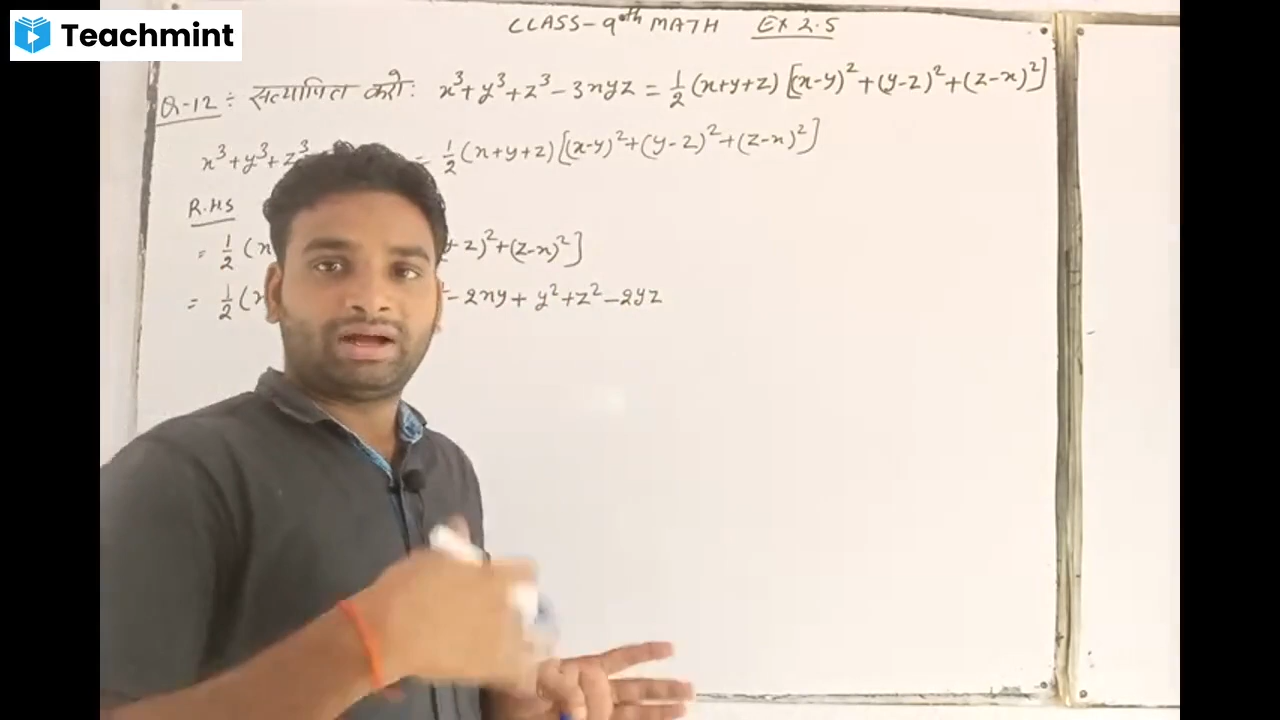 Teachmint
CLASS-9th MATH EX 2.5
Q-12 ÷ सत्यापित करो: x³+y³+z³-3xyz = 1/2 (x+y+z) [(x-y)²+(y-z)²+(z-x)²]
x³+y³+z³ = 1/2 (x+y+z) [(x-y)²+(y-z)²+(z-x)²]
R.H.S
= 1/2 (x z)²+(z-x)²]
= 1/2 (x - 2xy + y²+z²-2yz